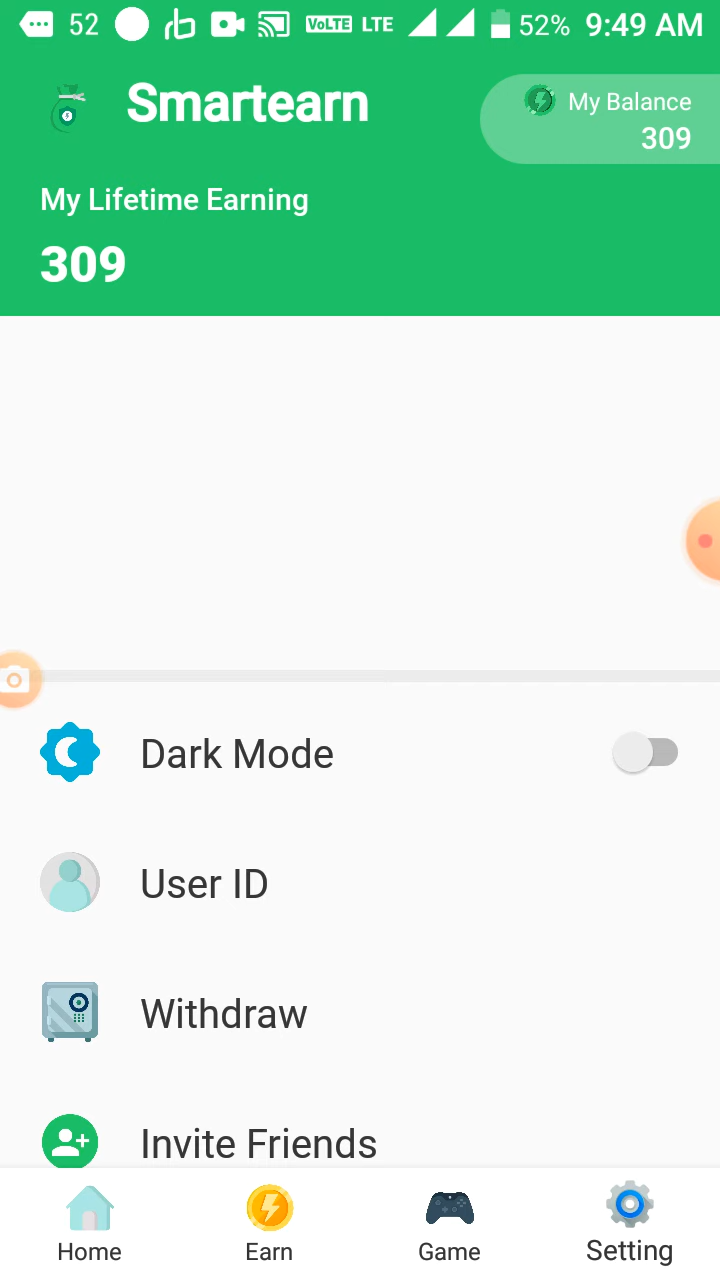 52 VoLTE LTE 52% 9:49 AM
Smartearn
My Balance
309
My Lifetime Earning
309
Dark Mode
User ID
Withdraw
Invite Friends
Home Earn Game Setting